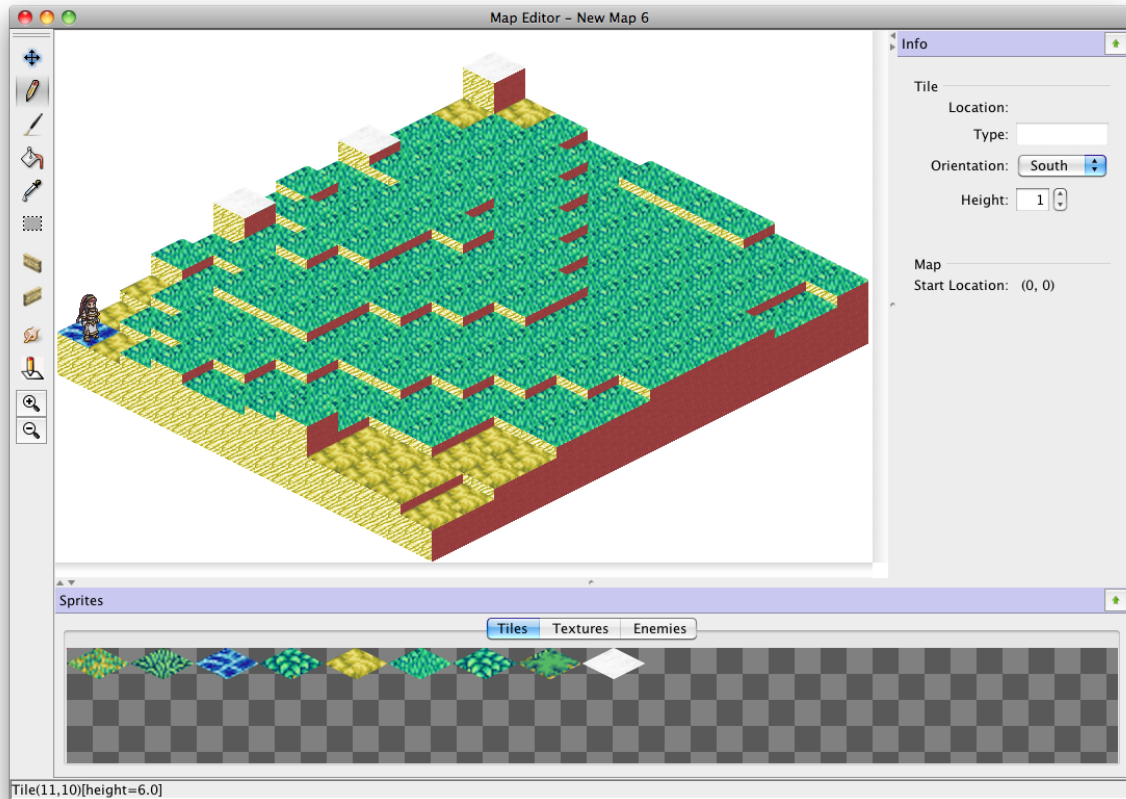 Map Editor – New Map 6
Info
Tile
Location:
Type:
Orientation: South
Height: 1
Map
Start Location: (0, 0)
Sprites
Tiles Textures Enemies
Tile(11,10)[height=6.0]